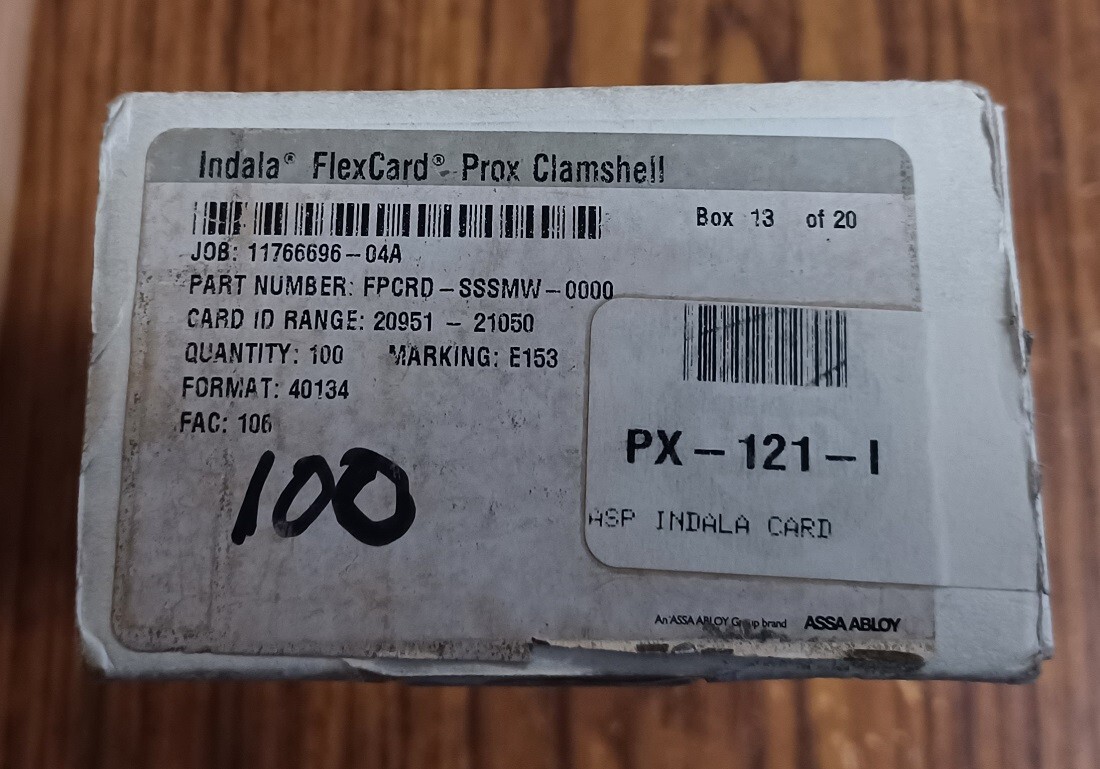 Indala® FlexCard® Prox Clamshell
Box 13 of 20
JOB: 11766696-04A
PART NUMBER: FPCRD-SSSMW-0000
CARD ID RANGE: 20951 - 21050
QUANTITY: 100 MARKING: E153
FORMAT: 40134
FAC: 106
100
PX-121-I
ASP INDALA CARD
An ASSA ABLOY Group brand ASSA ABLOY